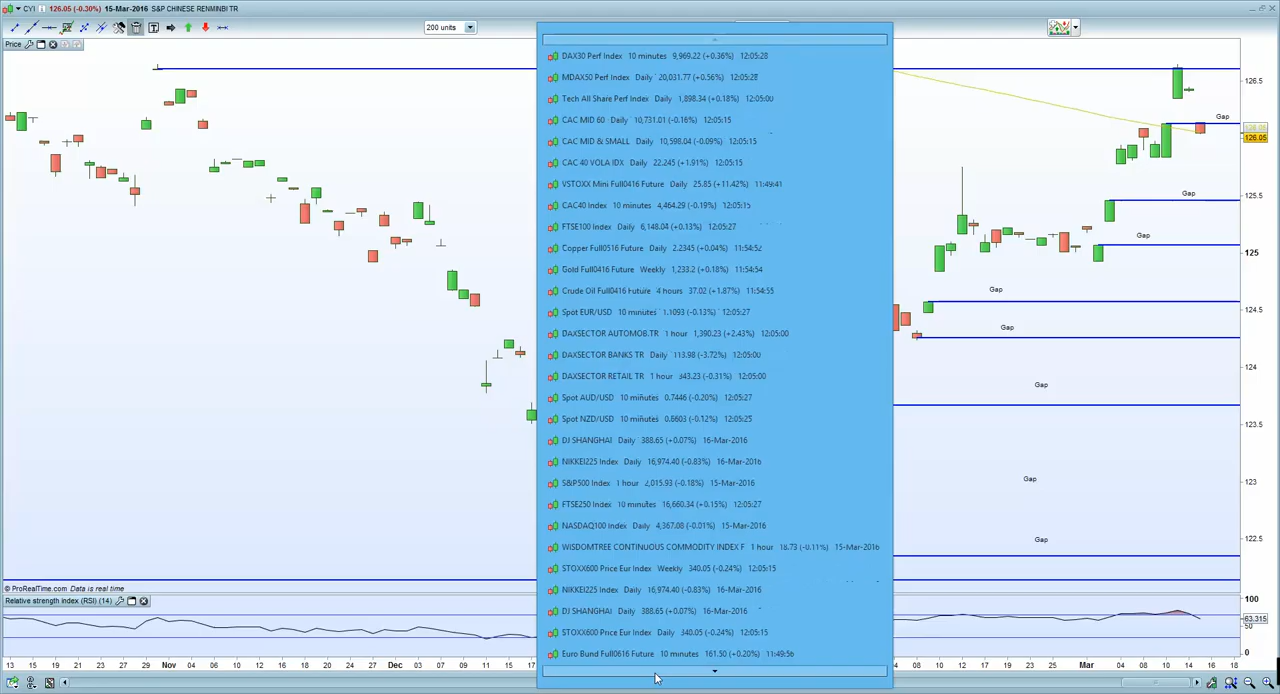 CYI 126.05 (-0.30%) 15-Mar-2016 S&P CHINESE RENMINBI TR
200 units
Price
DAX30 Perf Index 10 minutes 9,969.22 (+0.36%) 12:05:28
MDAX50 Perf Index Daily 20,031.77 (+0.56%) 12:05:28
Tech All Share Perf Index Daily 1,898.34 (+0.18%) 12:05:00
CAC MID 60 Daily 10,731.01 (-0.16%) 12:05:15
CAC MID & SMALL Daily 10,598.04 (-0.09%) 12:05:15
CAC 40 VOLA IDX Daily 22.245 (+1.91%) 12:05:15
VSTOXX Mini Full0416 Future Daily 25.85 (+11.42%) 11:49:41
CAC40 Index 10 minutes 4,464.29 (-0.19%) 12:05:15
FTSE100 Index Daily 6,148.04 (+0.13%) 12:05:27
Copper Full0516 Future Daily 2.2345 (+0.04%) 11:54:52
Gold Full0416 Future Weekly 1,233.2 (+0.18%) 11:54:54
Crude Oil Full0416 Future 4 hours 37.02 (+1.87%) 11:54:55
Spot EUR/USD 10 minutes 1.1093 (-0.13%) 12:05:27
DAXSECTOR AUTOMOB.TR 1 hour 1,390.23 (+2.43%) 12:05:00
DAXSECTOR BANKS TR Daily 113.98 (-3.72%) 12:05:00
DAXSECTOR RETAIL TR 1 hour 343.23 (-0.31%) 12:05:00
Spot AUD/USD 10 minutes 0.7446 (-0.20%) 12:05:27
Spot NZD/USD 10 minutes 0.6603 (-0.12%) 12:05:25
DJ SHANGHAI Daily 388.65 (+0.07%) 16-Mar-2016
NIKKEI225 Index Daily 16,974.40 (-0.83%) 16-Mar-2016
S&P500 Index 1 hour 2,015.93 (-0.18%) 15-Mar-2016
FTSE250 Index 10 minutes 16,660.34 (+0.15%) 12:05:27
NASDAQ100 Index Daily 4,367.08 (-0.01%) 15-Mar-2016
WISDOMTREE CONTINUOUS COMMODITY INDEX F 1 hour 18.73 (-0.11%) 15-Mar-2016
STOXX600 Price Eur Index Weekly 340.05 (-0.24%) 12:05:15
NIKKEI225 Index Daily 16,974.40 (-0.83%) 16-Mar-2016
DJ SHANGHAI Daily 388.65 (+0.07%) 16-Mar-2016
STOXX600 Price Eur Index Daily 340.05 (-0.24%) 12:05:15
Euro Bund Full0616 Future 10 minutes 161.50 (+0.20%) 11:49:56
Gap
Gap
Gap
Gap
Gap
Gap
Gap
Gap
126.5
126.05
125.5
125
124.5
124
123.5
123
122.5
© ProRealTime.com Data is real time
Relative strength index (RSI) (14)
100
63.315
50
0
13 15 19 21 23 27 29 Nov 05 09 11 13 17 19 23 25 27 Dec 03 07 09 11 15 17
08 10 12 17 19 23 25 Mar 04 08 10 14 16 18